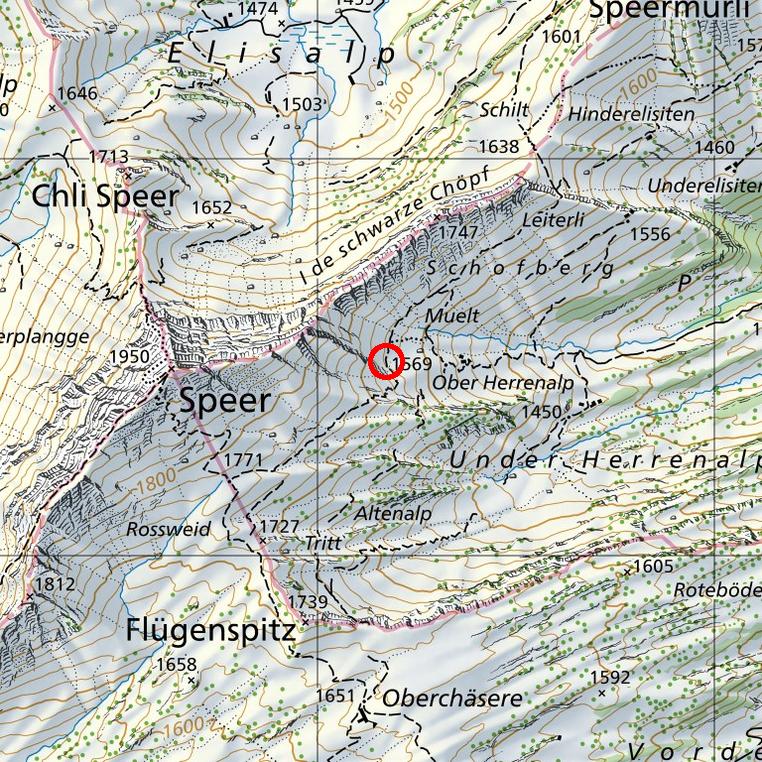 1474
Speermürli
1601
Elisalp
1646
1503
1500
1600
Schilt
Hinderelisiten
1713
1638
1460
Chli Speer
Underelisiten
1652
I de schwarze Chöpf
Leiterli
1747
1556
Schofberg
P
Muelt
erplangge
1950
1569
Ober Herrenalp
Speer
1450
1771
Under Herrenalp
1800
Altenalp
Rossweid
1727
Tritt
1812
1605
Roteböde
1739
Flügenspitz
1658
1592
1651
Oberchäsere
1600
Vorde